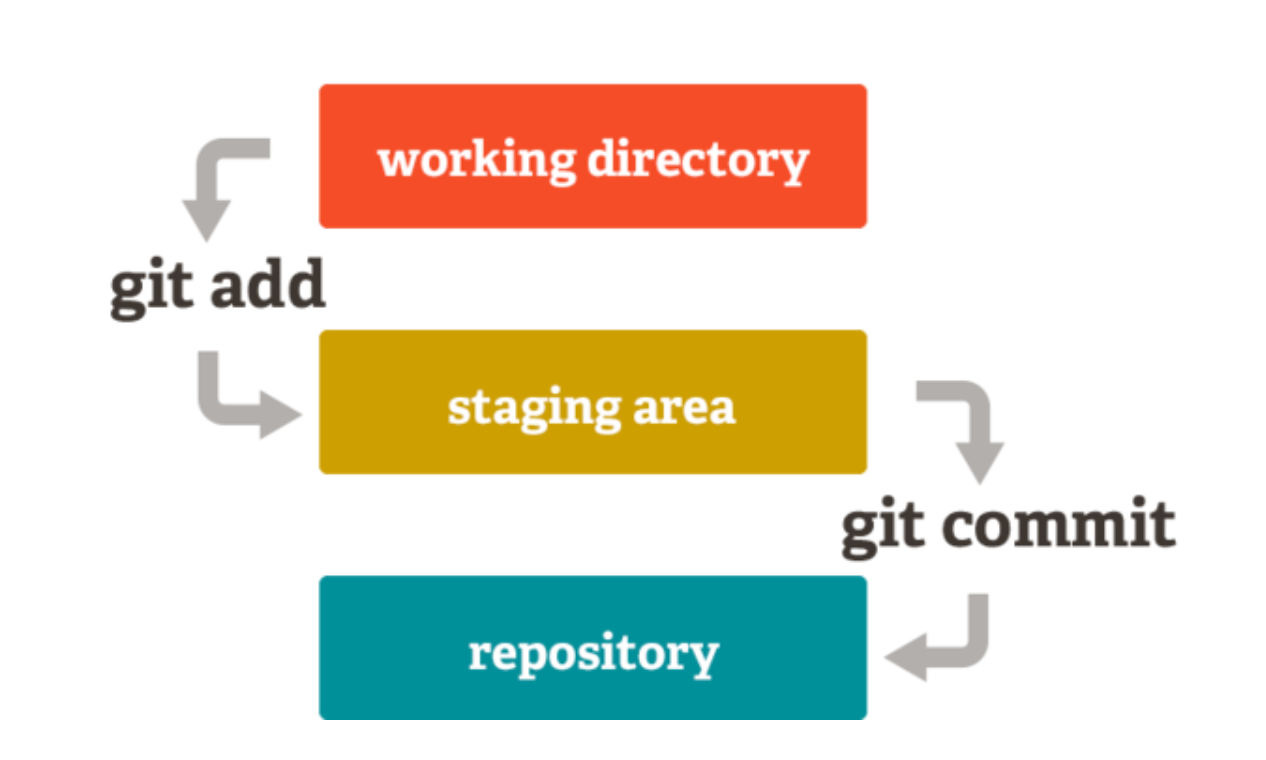 working directory
git add
staging area
git commit
repository